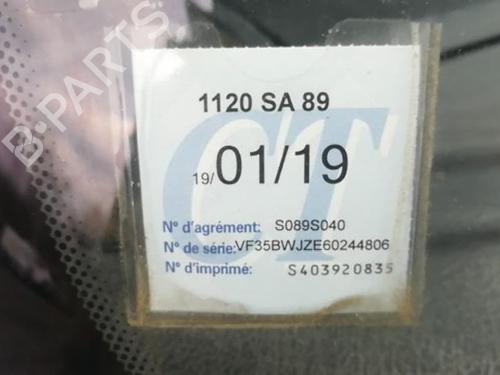 B-PARTS
1120 SA 89
19/01/19
CT
N° d'agrément: S089S040
N° de série: VF35BWJZE60244806
N° d'imprimé: S403920835